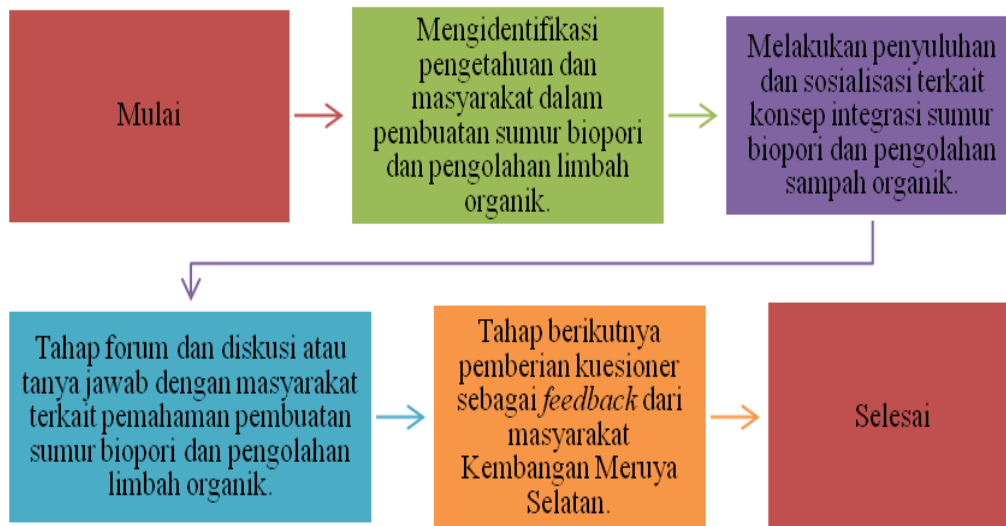 Mulai
Mengidentifikasi
pengetahuan dan
masyarakat dalam
pembuatan sumur biopori
dan pengolahan limbah
organik.
Melakukan penyuluhan
dan sosialisasi terkait
konsep integrasi sumur
biopori dan pengolahan
sampah organik.
Tahap forum dan diskusi atau
tanya jawab dengan masyarakat
terkait pemahaman pembuatan
sumur biopori dan pengolahan
limbah organik.
Tahap berikutnya
pemberian kuesioner
sebagai feedback dari
masyarakat
Kembangan Meruya
Selatan.
Selesai